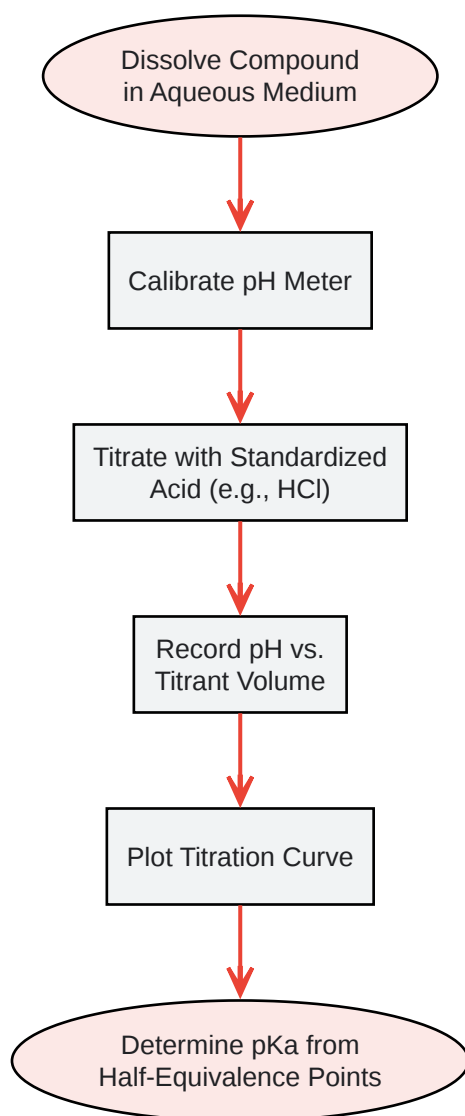 Dissolve Compound
in Aqueous Medium
Calibrate pH Meter
Titrate with Standardized
Acid (e.g., HCl)
Record pH vs.
Titrant Volume
Plot Titration Curve
Determine pKa from
Half-Equivalence Points